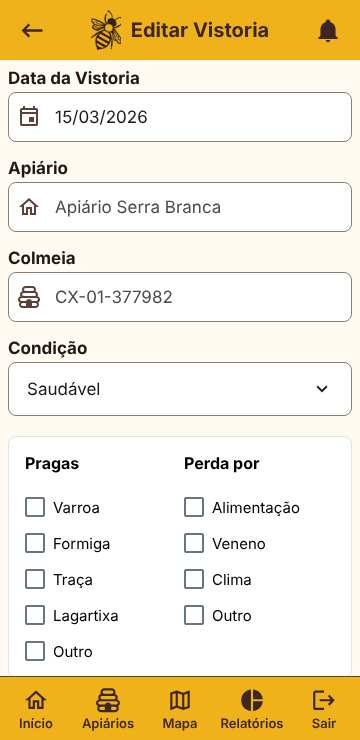 Editar Vistoria
Data da Vistoria
15/03/2026
Apiário
Apiário Serra Branca
Colmeia
CX-01-377982
Condição
Saudável
Pragas
Varroa
Formiga
Traça
Lagartixa
Outro
Perda por
Alimentação
Veneno
Clima
Outro
Início
Apiários
Mapa
Relatórios
Sair